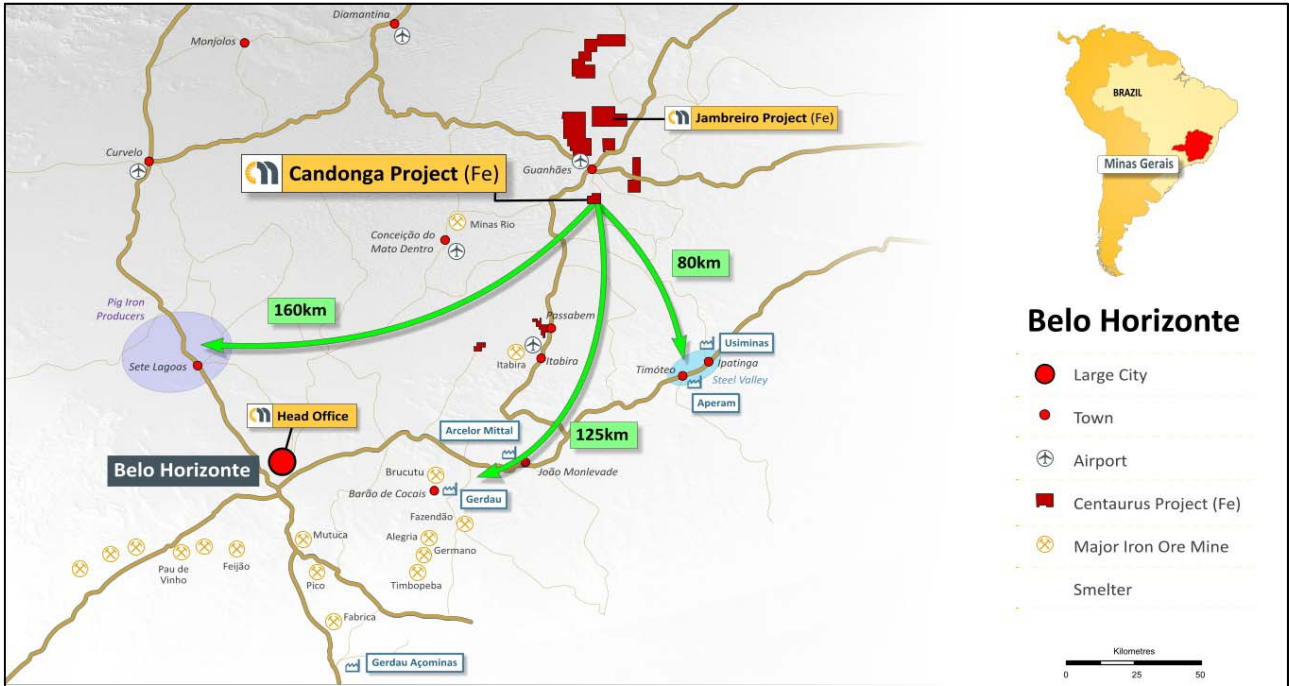 Diamantina
Monjolos
Jambreiro Project (Fe)
Curvelo
Guanhães
Candonga Project (Fe)
Minas Rio
Conceição do
Mato Dentro
80km
Pig Iron
Producers
160km
Passabem
Usiminas
Itabira
Itabira
Ipatinga
Timóteo
Steel Valley
Sete Lagoas
Aperam
Head Office
Arcelor Mittal
125km
Belo Horizonte
João Monlevade
Brucutu
Barão de Cocais
Gerdau
Fazendão
Mutuca
Alegria
Germano
Pau de
Vinho
Feijão
Pico
Timbopeba
Fabrica
Gerdau Açominas
BRAZIL
Minas Gerais
Belo Horizonte
Large City
Town
Airport
Centaurus Project (Fe)
Major Iron Ore Mine
Smelter
Kilometres
0 25 50